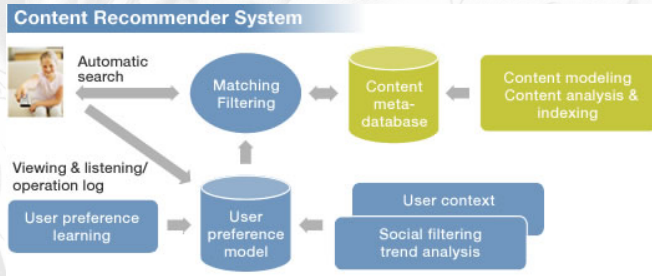 Content Recommender System
Automatic
search
Matching
Filtering
Content
meta-
database
Content modeling
Content analysis &
indexing
Viewing & listening/
operation log
User preference
learning
User
preference
model
User context
Social filtering
trend analysis